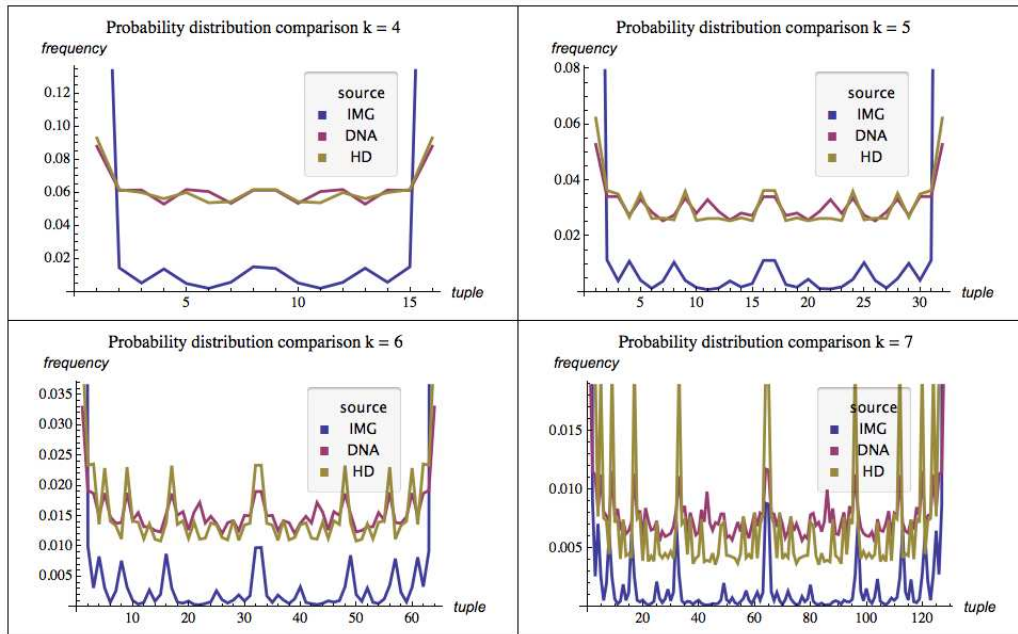 Probability distribution comparison k = 4
frequency
0.12
0.10
0.08
0.06
0.04
0.02
source
IMG
DNA
HD
5
10
15
tuple
Probability distribution comparison k = 5
frequency
0.08
0.06
0.04
0.02
source
IMG
DNA
HD
5
10
15
20
25
30
tuple
Probability distribution comparison k = 6
frequency
0.035
0.030
0.025
0.020
0.015
0.010
0.005
source
IMG
DNA
HD
10
20
30
40
50
60
tuple
Probability distribution comparison k = 7
frequency
0.015
0.010
0.005
source
IMG
DNA
HD
20
40
60
80
100
120
tuple